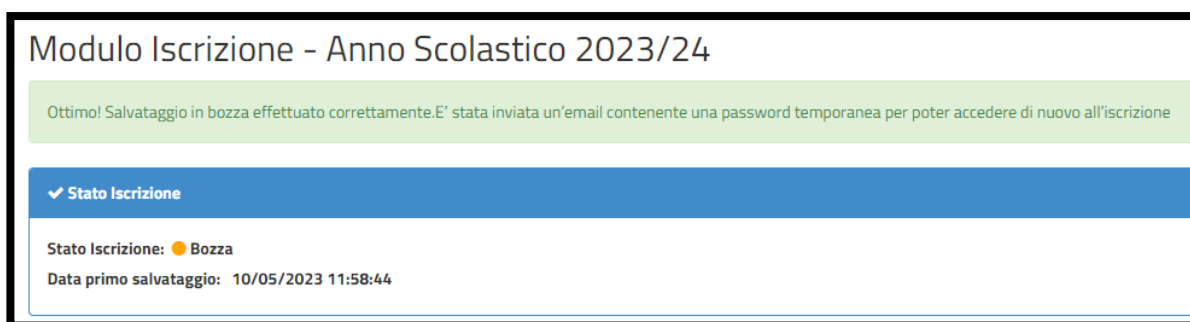 Modulo Iscrizione - Anno Scolastico 2023/24
Ottimo! Salvataggio in bozza effettuato correttamente.E' stata inviata un'email contenente una password temporanea per poter accedere di nuovo all'iscrizione
Stato Iscrizione
Stato Iscrizione: Bozza
Data primo salvataggio: 10/05/2023 11:58:44